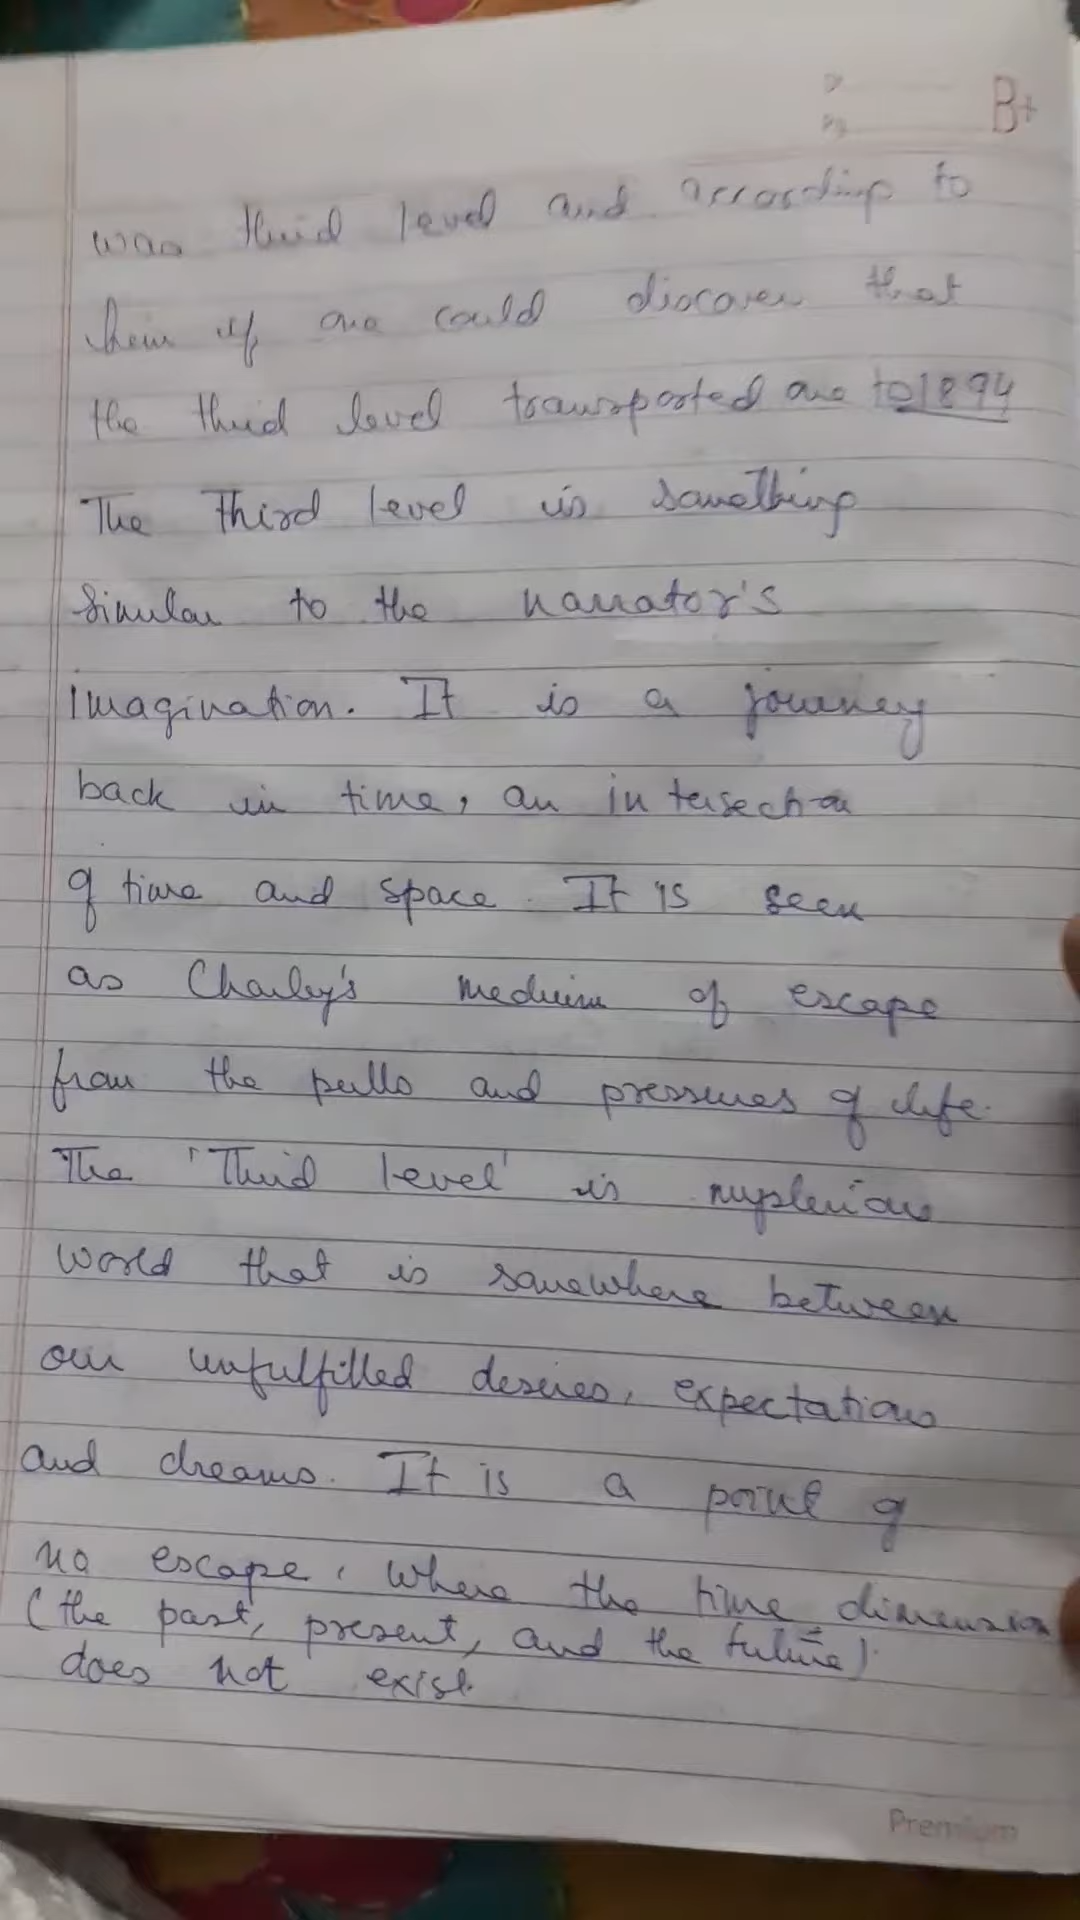 B+
was third level and according to
him if one could discover that
the third level transported one to 1894
The Third level is something
similar to the narrator's
imagination. It is a journey
back in time, an intersection
of time and space. It is seen
as Charley's medicine of escape
from the pulls and pressures of life.
The 'Third level' is mysterious
world that is somewhere between
our unfulfilled desires, expectations
and dreams. It is a point of
no escape, where the time dimension
(the past, present, and the future)
does not exist.
Premium